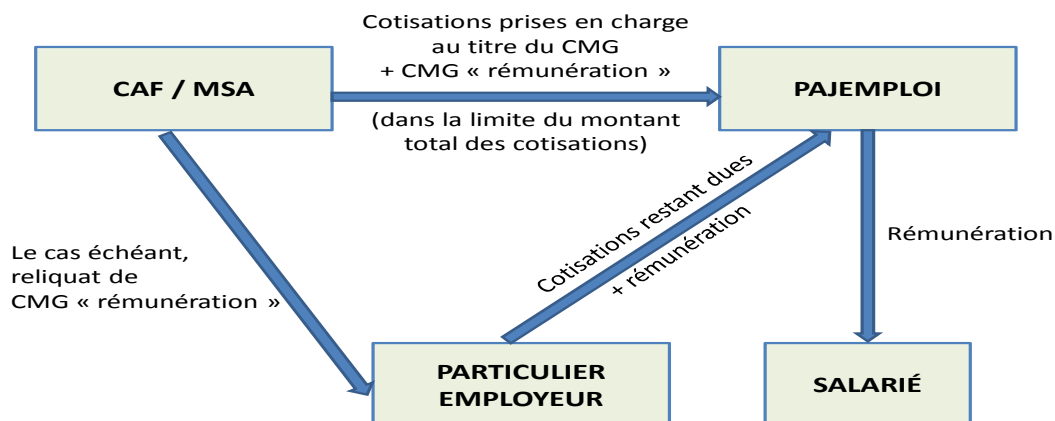 Cotisations prises en charge
au titre du CMG
+ CMG « rémunération »
CAF / MSA
PAJEMPLOI
(dans la limite du montant
total des cotisations)
Cotisations restant dues
+ rémunération
Rémunération
Le cas échéant,
reliquat de
CMG « rémunération »
PARTICULIER
EMPLOYEUR
SALARIÉ